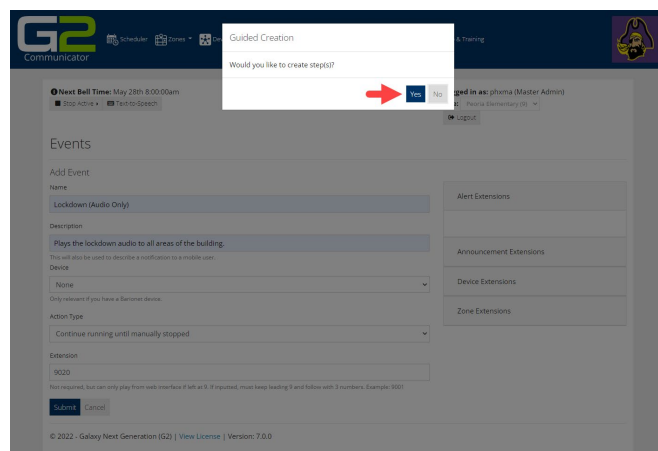 G2
Communicator
Scheduler
Zones
Dev
Guided Creation
& Training
Would you like to create step(s)?
Yes
No
Next Bell Time: May 28th 8:00:00am
gged in as: phxma (Master Admin)
Stop Active
Text-to-Speech
Peoria Elementary (9)
Logout
Events
Add Event
Name
Lockdown (Audio Only)
Description
Plays the lockdown audio to all areas of the building.
This will also be used to describe a notification to a mobile user.
Device
None
Only relevant if you have a Barionet device.
Action Type
Continue running until manually stopped
Extension
9020
Not required, but can only play from web interface if left at 9. If inputted, must keep leading 9 and follow with 3 numbers. Example: 9001
Submit
Cancel
Alert Extensions
Announcement Extensions
Device Extensions
Zone Extensions
© 2022 - Galaxy Next Generation (G2) | View License | Version: 7.0.0